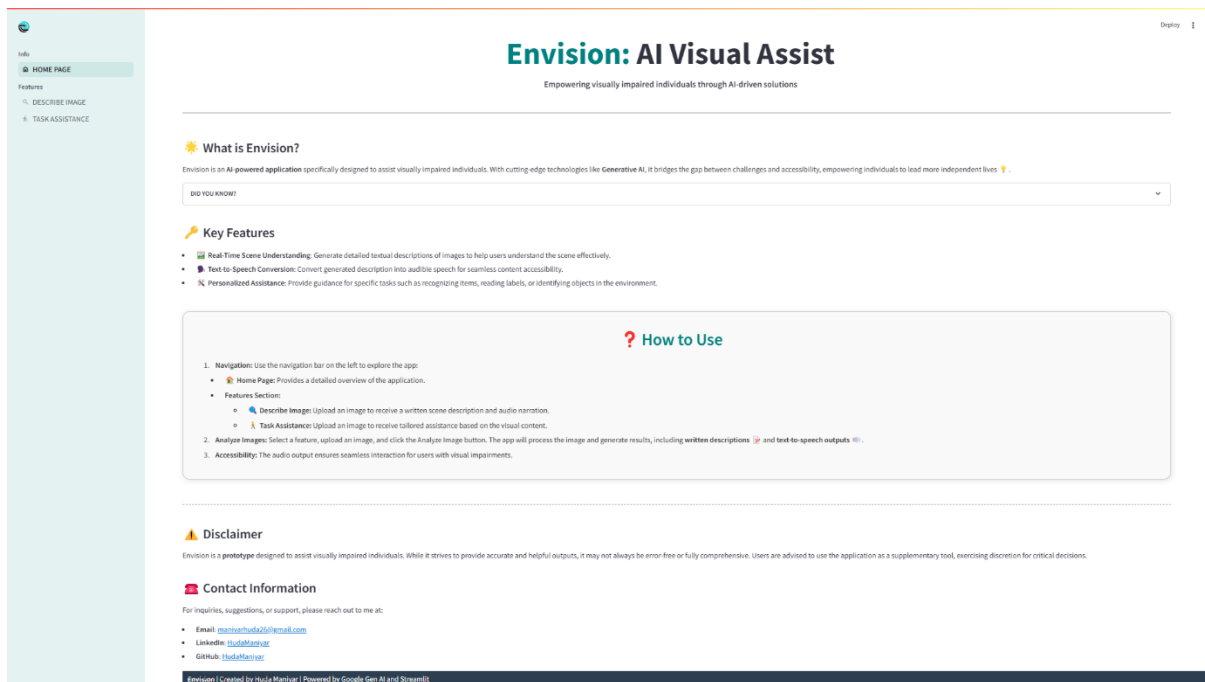 Deploy
Info
HOME PAGE
Features
DESCRIBE IMAGE
TASK ASSISTANCE
Envision: AI Visual Assist
Empowering visually impaired individuals through AI-driven solutions
What is Envision?
Envision is an AI-powered application specifically designed to assist visually impaired individuals. With cutting-edge technologies like Generative AI, it bridges the gap between challenges and accessibility, empowering individuals to lead more independent lives 💡 .
DID YOU KNOW?
Key Features
• Real-Time Scene Understanding: Generate detailed textual descriptions of images to help users understand the scene effectively.
• Text-to-Speech Conversion: Convert generated description into audible speech for seamless content accessibility.
• Personalized Assistance: Provide guidance for specific tasks such as recognizing items, reading labels, or identifying objects in the environment.
❓ How to Use
1. Navigation: Use the navigation bar on the left to explore the app:
• Home Page: Provides a detailed overview of the application.
• Features Section:
○ Describe Image: Upload an image to receive a written scene description and audio narration.
○ Task Assistance: Upload an image to receive tailored assistance based on the visual content.
2. Analyze Images: Select a feature, upload an image, and click the Analyze Image button. The app will process the image and generate results, including written descriptions 📝 and text-to-speech outputs 🔊 .
3. Accessibility: The audio output ensures seamless interaction for users with visual impairments.
Disclaimer
Envision is a prototype designed to assist visually impaired individuals. While it strives to provide accurate and helpful outputs, it may not always be error-free or fully comprehensive. Users are advised to use the application as a supplementary tool, exercising discretion for critical decisions.
Contact Information
For inquiries, suggestions, or support, please reach out to me at:
• Email: maniyarhuda26@gmail.com
• LinkedIn: HudaManiyar
• GitHub: HudaManiyar
Envision | Created by Huda Maniyar | Powered by Google Gen AI and Streamlit